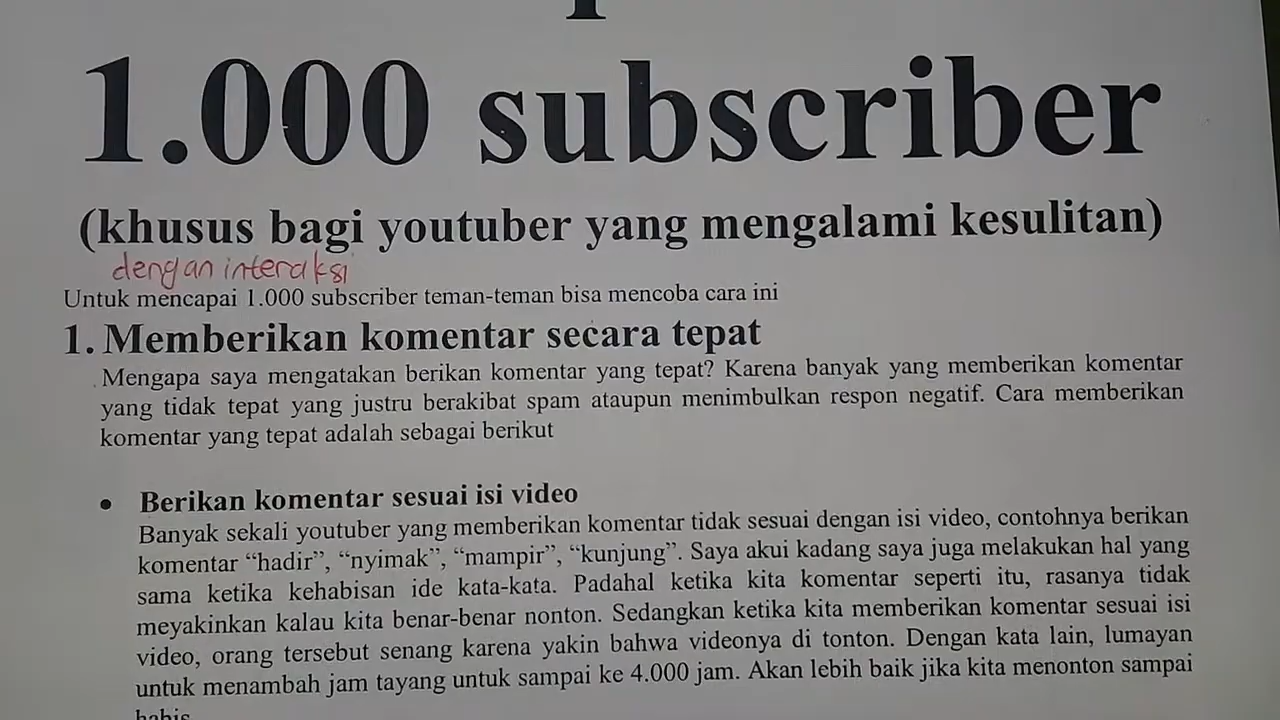 1.000 subscriber
(khusus bagi youtuber yang mengalami kesulitan)
dengan interaksi
Untuk mencapai 1.000 subscriber teman-teman bisa mencoba cara ini
1. Memberikan komentar secara tepat
Mengapa saya mengatakan berikan komentar yang tepat? Karena banyak yang memberikan komentar
yang tidak tepat yang justru berakibat spam ataupun menimbulkan respon negatif. Cara memberikan
komentar yang tepat adalah sebagai berikut
• Berikan komentar sesuai isi video
Banyak sekali youtuber yang memberikan komentar tidak sesuai dengan isi video, contohnya berikan
komentar “hadir”, “nyimak”, “mampir”, “kunjung”. Saya akui kadang saya juga melakukan hal yang
sama ketika kehabisan ide kata-kata. Padahal ketika kita komentar seperti itu, rasanya tidak
meyakinkan kalau kita benar-benar nonton. Sedangkan ketika kita memberikan komentar sesuai isi
video, orang tersebut senang karena yakin bahwa videonya di tonton. Dengan kata lain, lumayan
untuk menambah jam tayang untuk sampai ke 4.000 jam. Akan lebih baik jika kita menonton sampai
habis